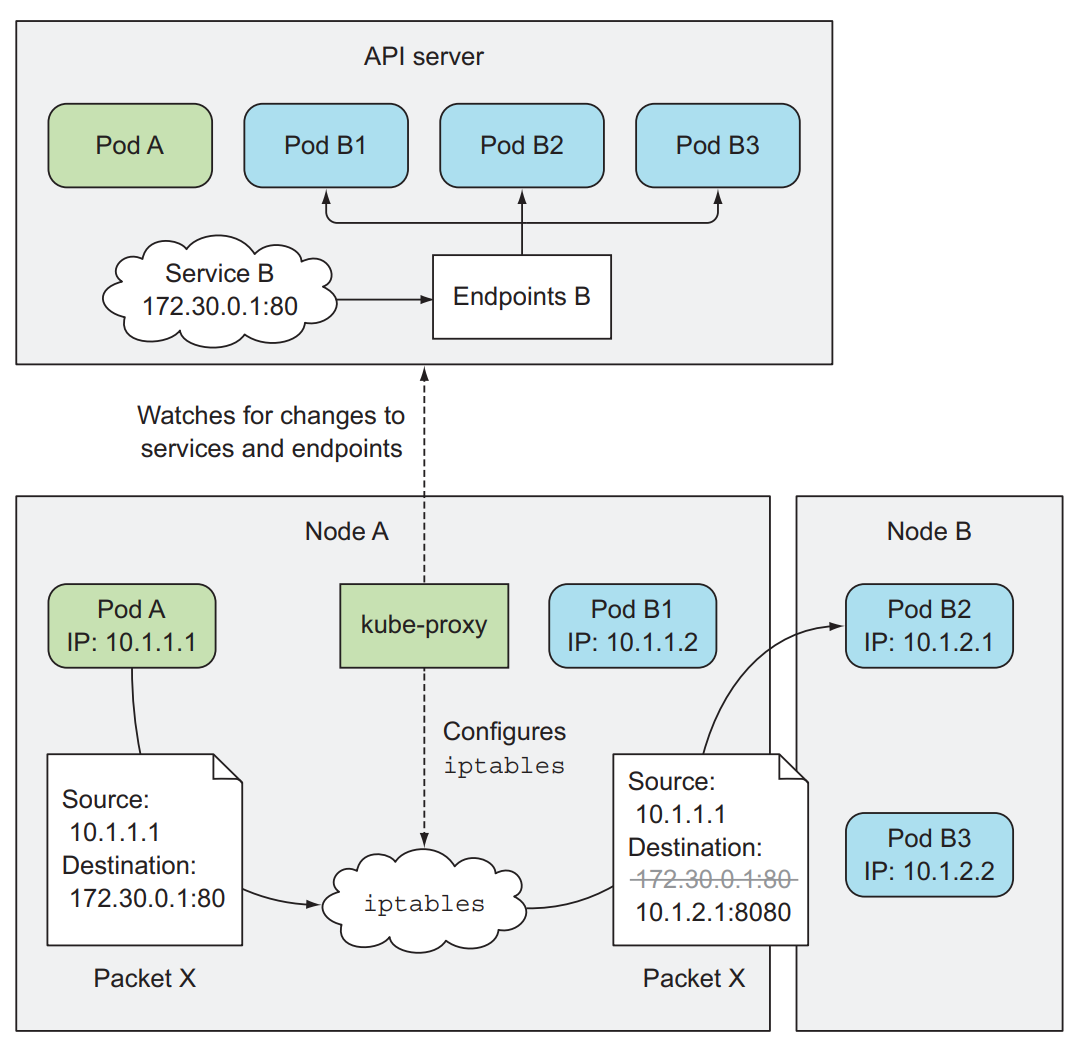 API server
Pod A
Pod B1
Pod B2
Pod B3
Service B
172.30.0.1:80
Endpoints B
Watches for changes to
services and endpoints
Node A
Node B
Pod A
IP: 10.1.1.1
kube-proxy
Pod B1
IP: 10.1.1.2
Pod B2
IP: 10.1.2.1
Configures
iptables
Source:
10.1.1.1
Destination:
172.30.0.1:80
iptables
Source:
10.1.1.1
Destination:
172.30.0.1:80
10.1.2.1:8080
Pod B3
IP: 10.1.2.2
Packet X
Packet X